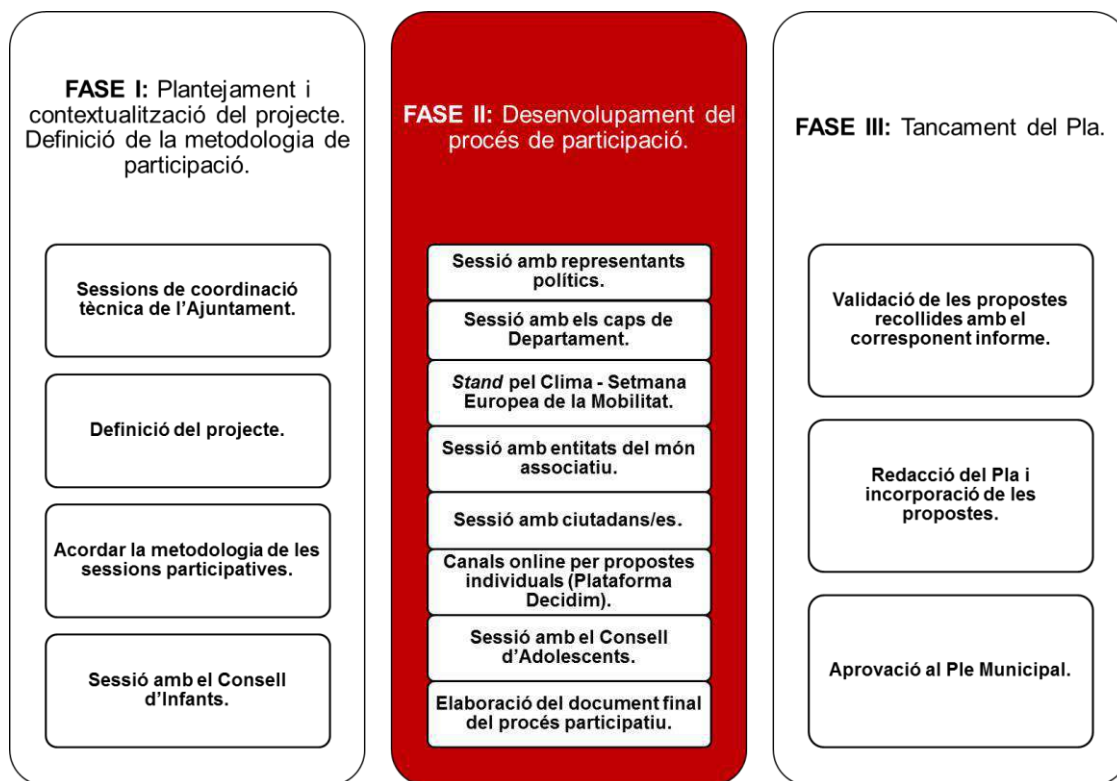 FASE I: Plantejament i
contextualització del projecte.
Definició de la metodologia de
participació.
Sessions de coordinació
tècnica de l’Ajuntament.
Definició del projecte.
Acordar la metodologia de les
sessions participatives.
Sessió amb el Consell
d’Infants.
FASE II: Desenvolupament del
procés de participació.
Sessió amb representants
polítics.
Sessió amb els caps de
Departament.
Stand pel Clima - Setmana
Europea de la Mobilitat.
Sessió amb entitats del món
associatiu.
Sessió amb ciutadans/es.
Canals online per propostes
individuals (Plataforma
Decidim).
Sessió amb el Consell
d’Adolescents.
Elaboració del document final
del procés participatiu.
FASE III: Tancament del Pla.
Validació de les propostes
recollides amb el
corresponent informe.
Redacció del Pla i
incorporació de les
propostes.
Aprovació al Ple Municipal.